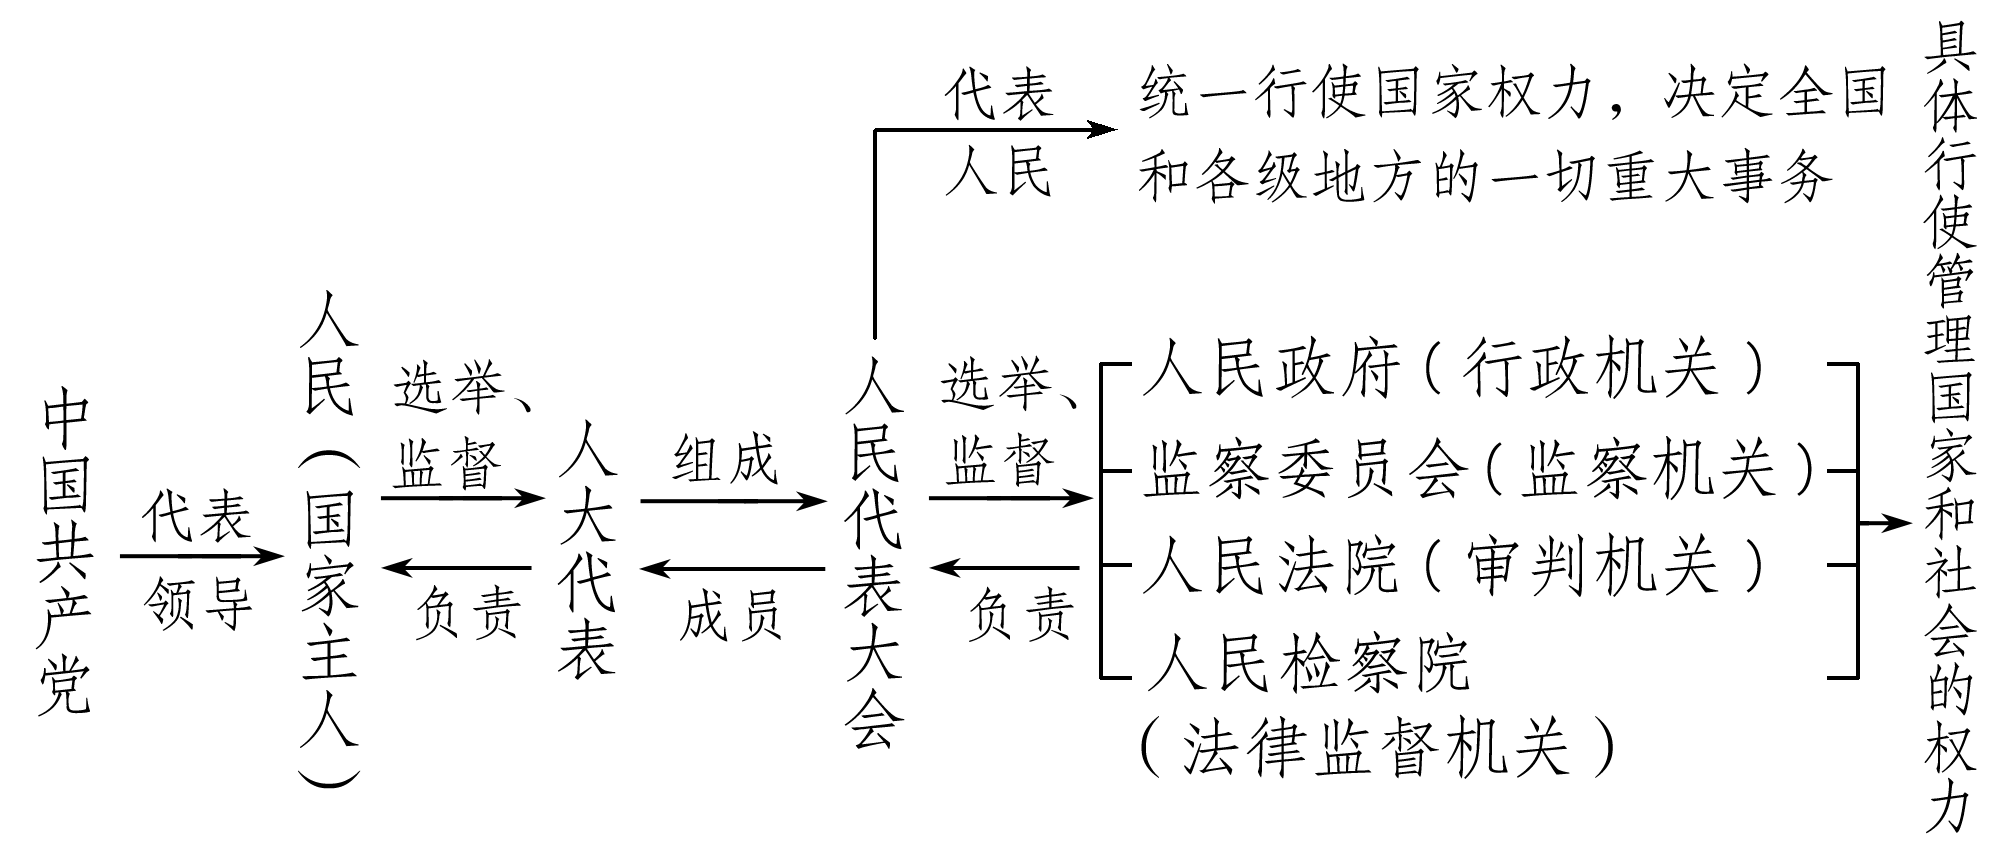 中国共产党
代表
领导
人民（国家主人）
选举、
监督
负责
人大代表
组成
成员
人民代表大会
代表
人民
统一行使国家权力，决定全国
和各级地方的一切重大事务
选举、
监督
负责
人民政府（行政机关）
监察委员会（监察机关）
人民法院（审判机关）
人民检察院
（法律监督机关）
具体行使管理国家和社会的权力